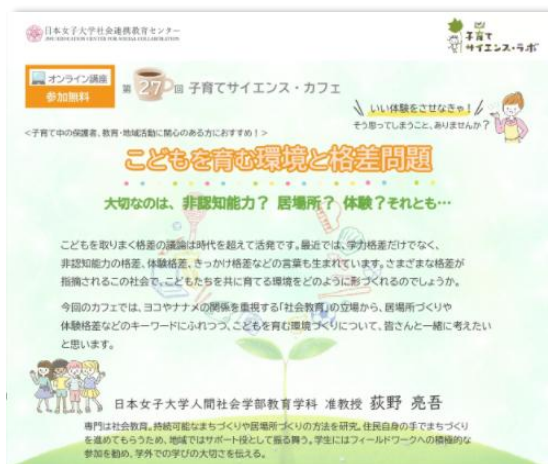 日本女子大学社会連携教育センター
JWU EDUCATION CENTER FOR SOCIAL COLLABORATION
子育て
サイエンス・ラボ
オンライン講座
参加無料
第27回 子育てサイエンス・カフェ
いい体験をさせなきゃ!
そう思ってしまうこと、ありませんか?
<子育て中の保護者、教育・地域活動に関心のある方におすすめ!>
こどもを育む環境と格差問題
大切なのは、非認知能力? 居場所? 体験?それとも…
こどもを取りまく格差の議論は時代を超えて活発です。最近では、学力格差だけでなく、
非認知能力の格差、体験格差、きっかけ格差などの言葉も生まれています。さまざまな格差が
指摘されるこの社会で、こどもたちを共に育てる環境をどのように形づくれるのでしょうか。
今回のカフェでは、ヨコやナナメの関係を重視する「社会教育」の立場から、居場所づくりや
体験格差などのキーワードにふれつつ、こどもを育む環境づくりについて、皆さんと一緒に考えたい
と思います。
日本女子大学人間社会学部教育学科 准教授 荻野 亮吾
専門は社会教育。持続可能なまちづくりや居場所づくりの方法を研究。住民自身の手でまちづくり
を進めてもらうため、地域ではサポート役として振る舞う。学生にはフィールドワークへの積極的な
参加を勧め、学外での学びの大切さを伝える。